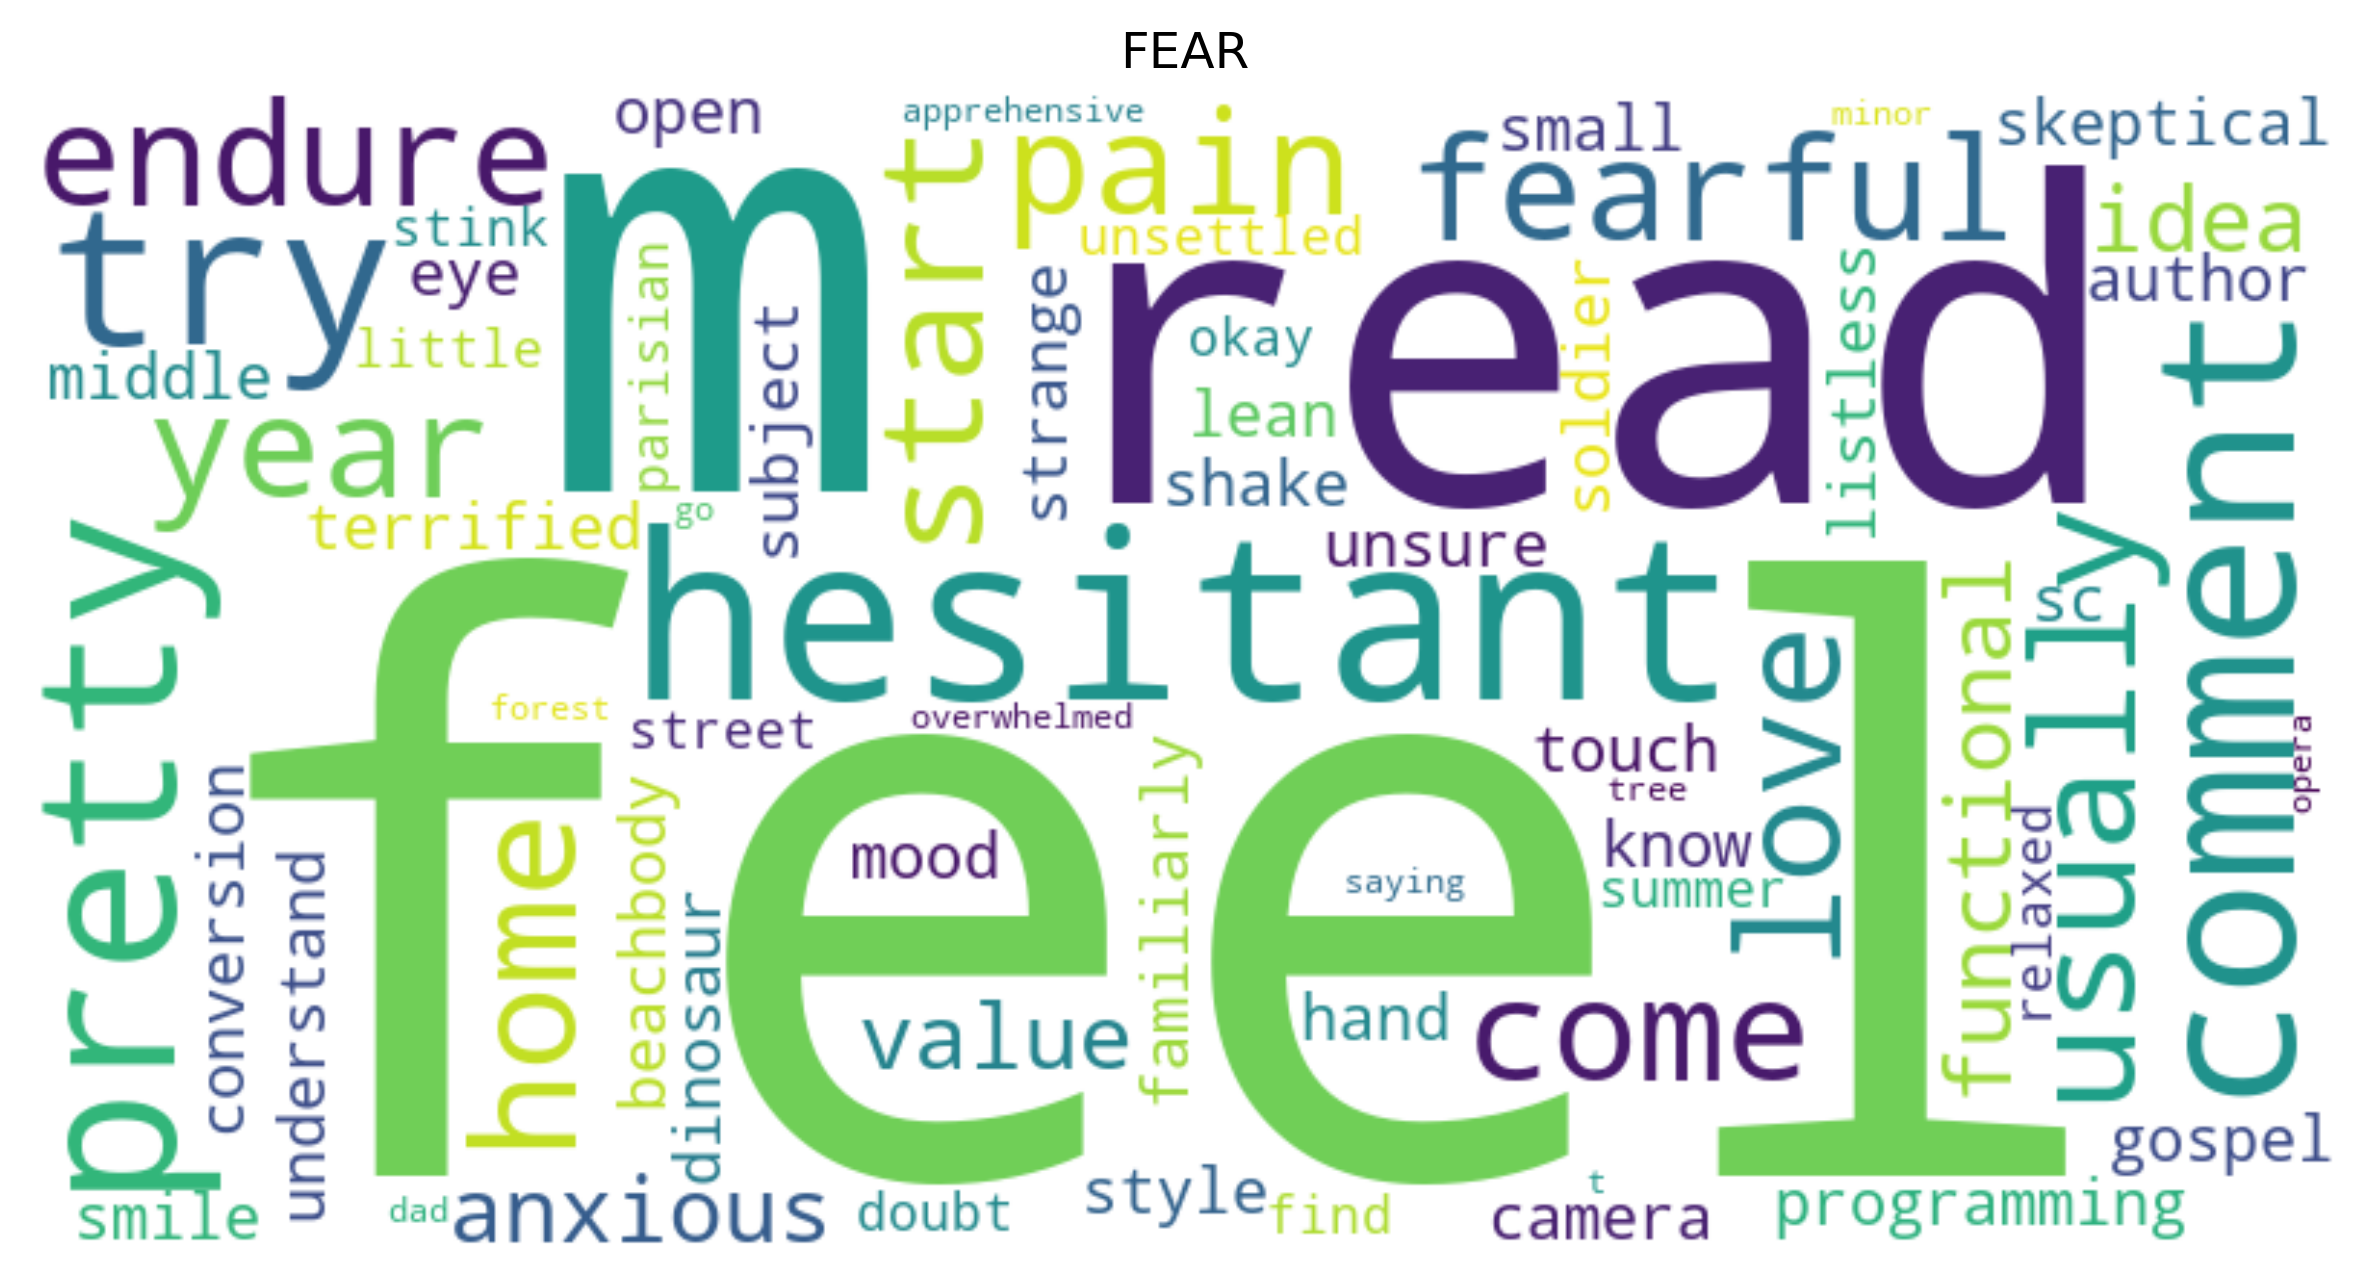 FEAR
endure
open
apprehensive
pain
small
minor
skeptical
fearful
try
stink
m
start
unsettled
idea
eye
parisian
subject
strange
read
okay
soldier
listless
author
little
middle
lean
comment
year
shake
terrified
go
pretty
hesitant
unsure
usually
sc
feel
functional
love
forest
street
overwhelmed
touch
opera
tree
conversion
understand
home
beachbody
dinosaur
mood
familiarly
saying
know
summer
relaxed
value
hand
come
gospel
smile
dad
anxious
doubt
style
find
t
camera
programming